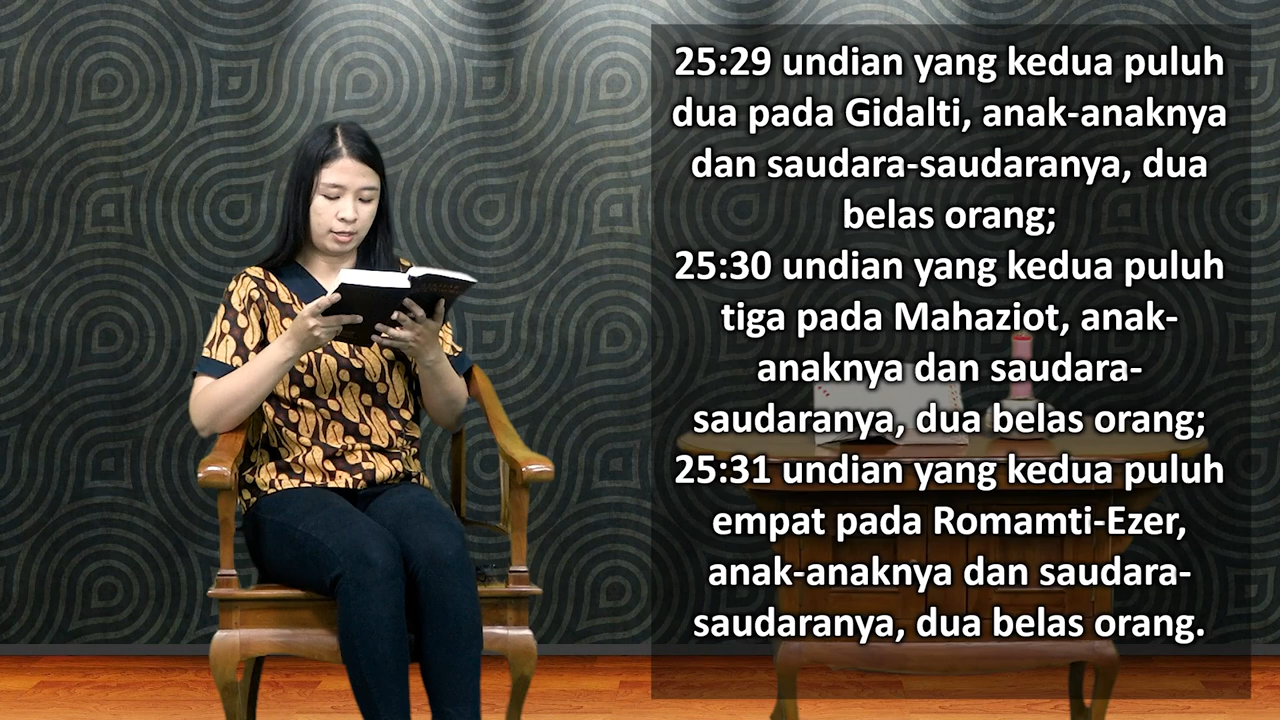 25:29 undian yang kedua puluh
dua pada Gidalti, anak-anaknya
dan saudara-saudaranya, dua
belas orang;
25:30 undian yang kedua puluh
tiga pada Mahaziot, anak-
anaknya dan saudara-
saudaranya, dua belas orang;
25:31 undian yang kedua puluh
empat pada Romamti-Ezer,
anak-anaknya dan saudara-
saudaranya, dua belas orang.